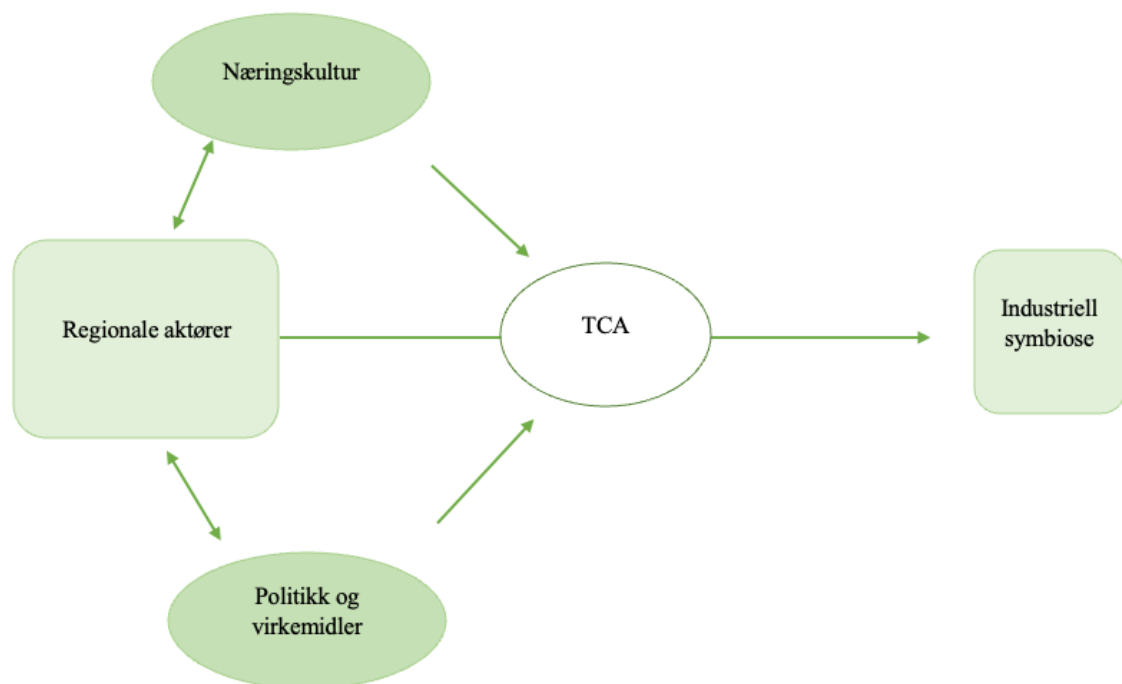 Næringskultur
Regionale aktører
TCA
Industriell
symbiose
Politikk og
virkemidler